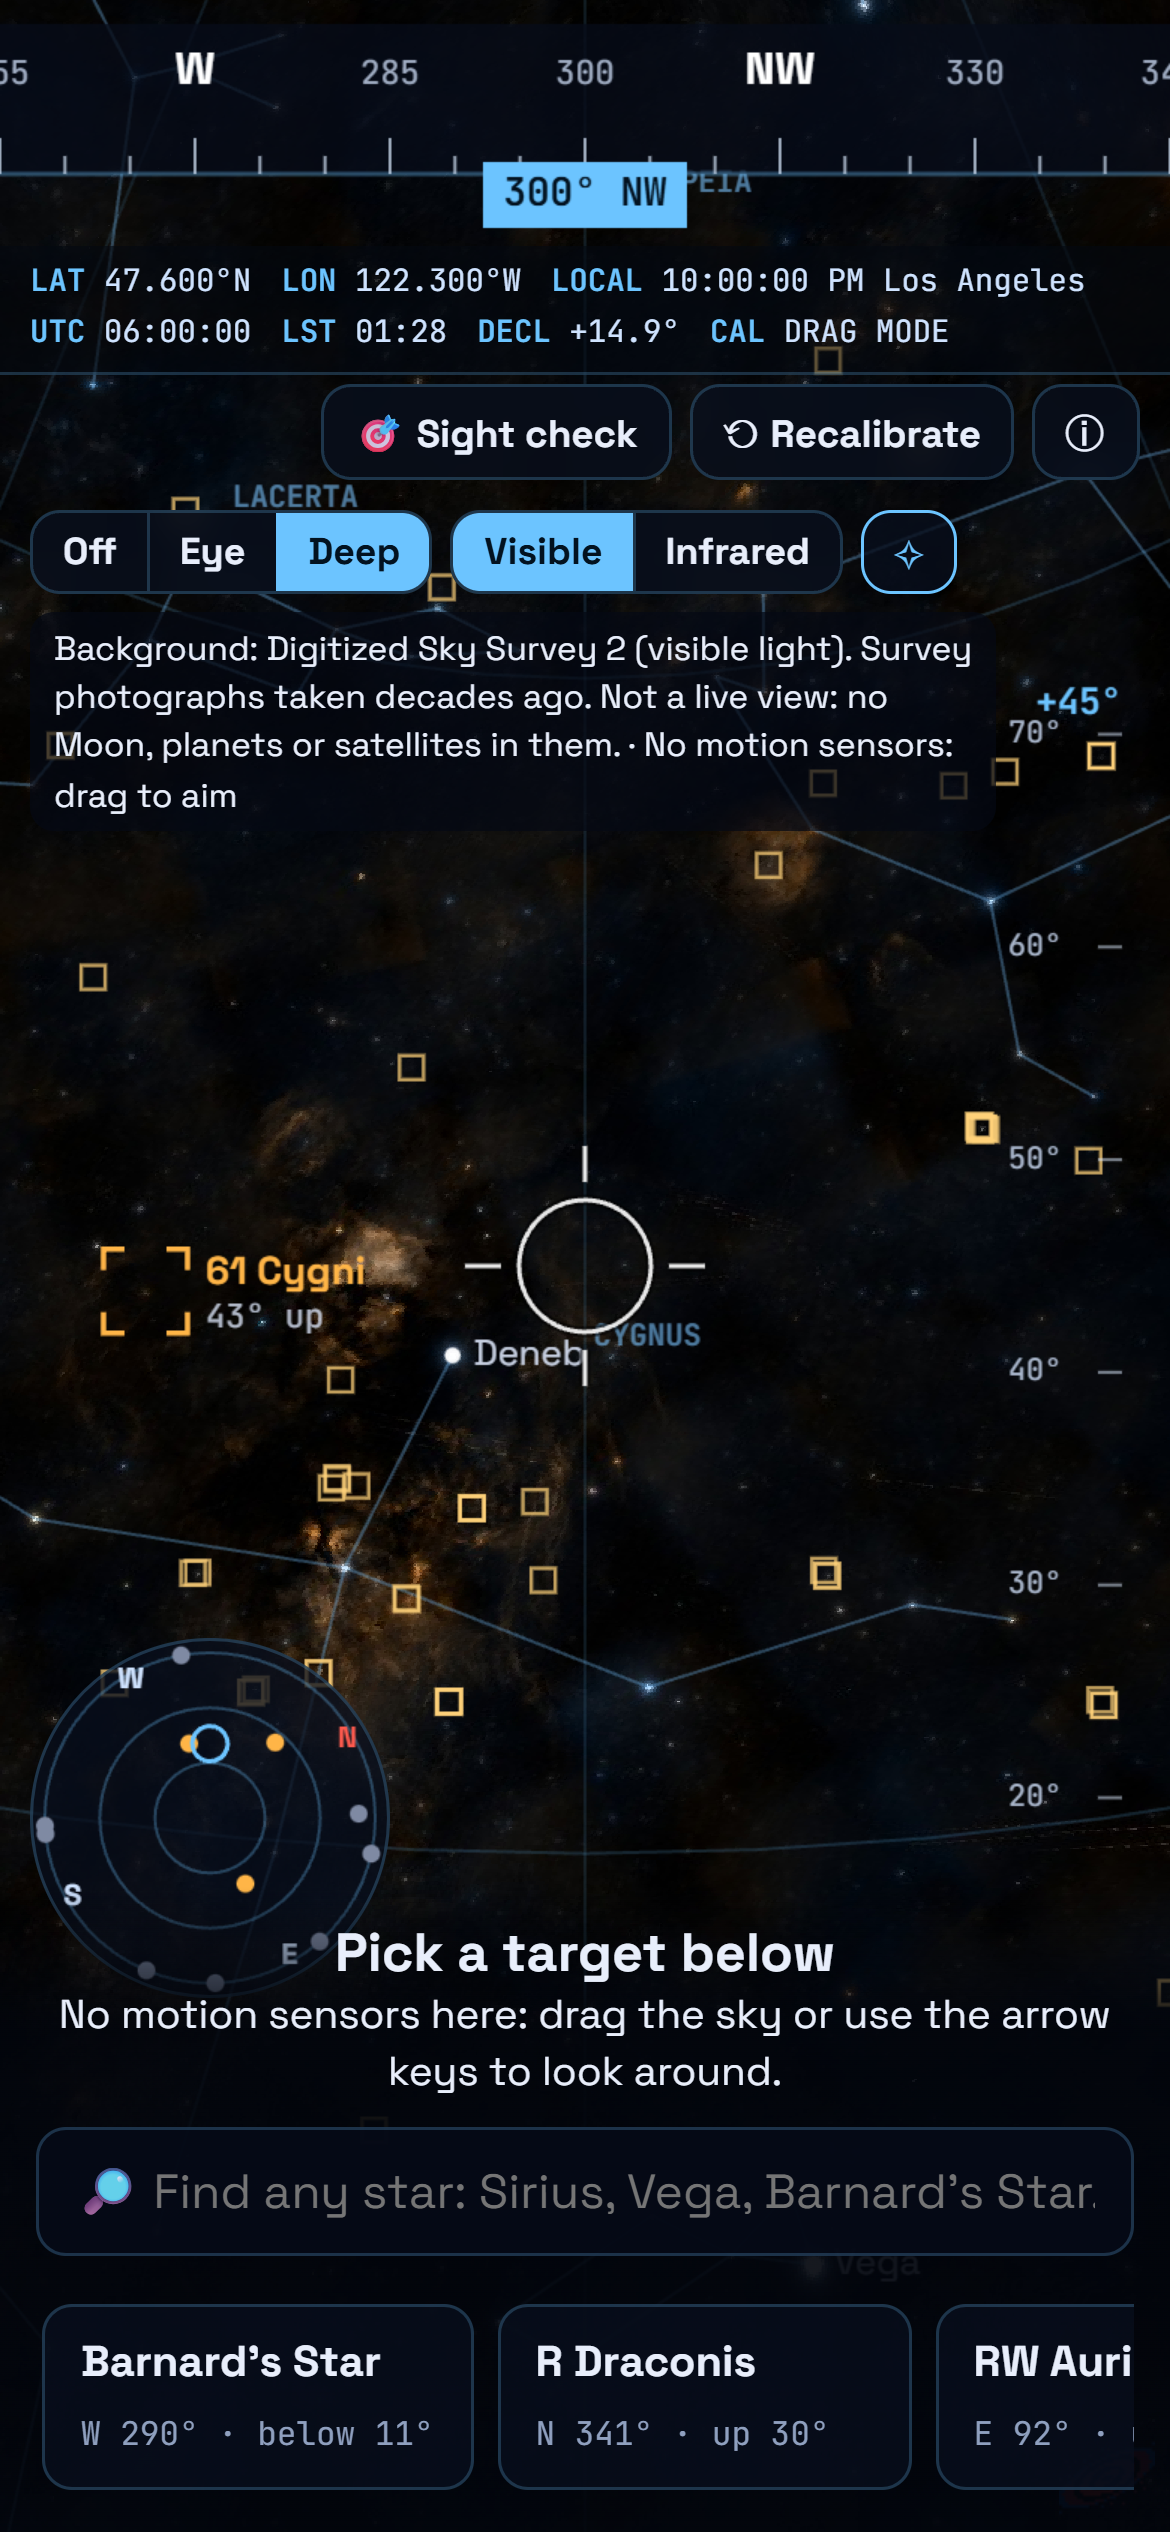 W 285 300 NW 330
300° NW
LAT 47.600°N LON 122.300°W LOCAL 10:00:00 PM Los Angeles
UTC 06:00:00 LST 01:28 DECL +14.9° CAL DRAG MODE
Sight check Recalibrate
LACERTA
Off Eye Deep Visible Infrared
Background: Digitized Sky Survey 2 (visible light). Survey
photographs taken decades ago. Not a live view: no
Moon, planets or satellites in them. · No motion sensors:
drag to aim
+45°
70°
60°
50°
61 Cygni
43° up
CYGNUS
Deneb
40°
30°
W
N
20°
S
E
Pick a target below
No motion sensors here: drag the sky or use the arrow
keys to look around.
Find any star: Sirius, Vega, Barnard's Star.
Vega
Barnard's Star
W 290° · below 11°
R Draconis
N 341° · up 30°
RW Auri
E 92° ·